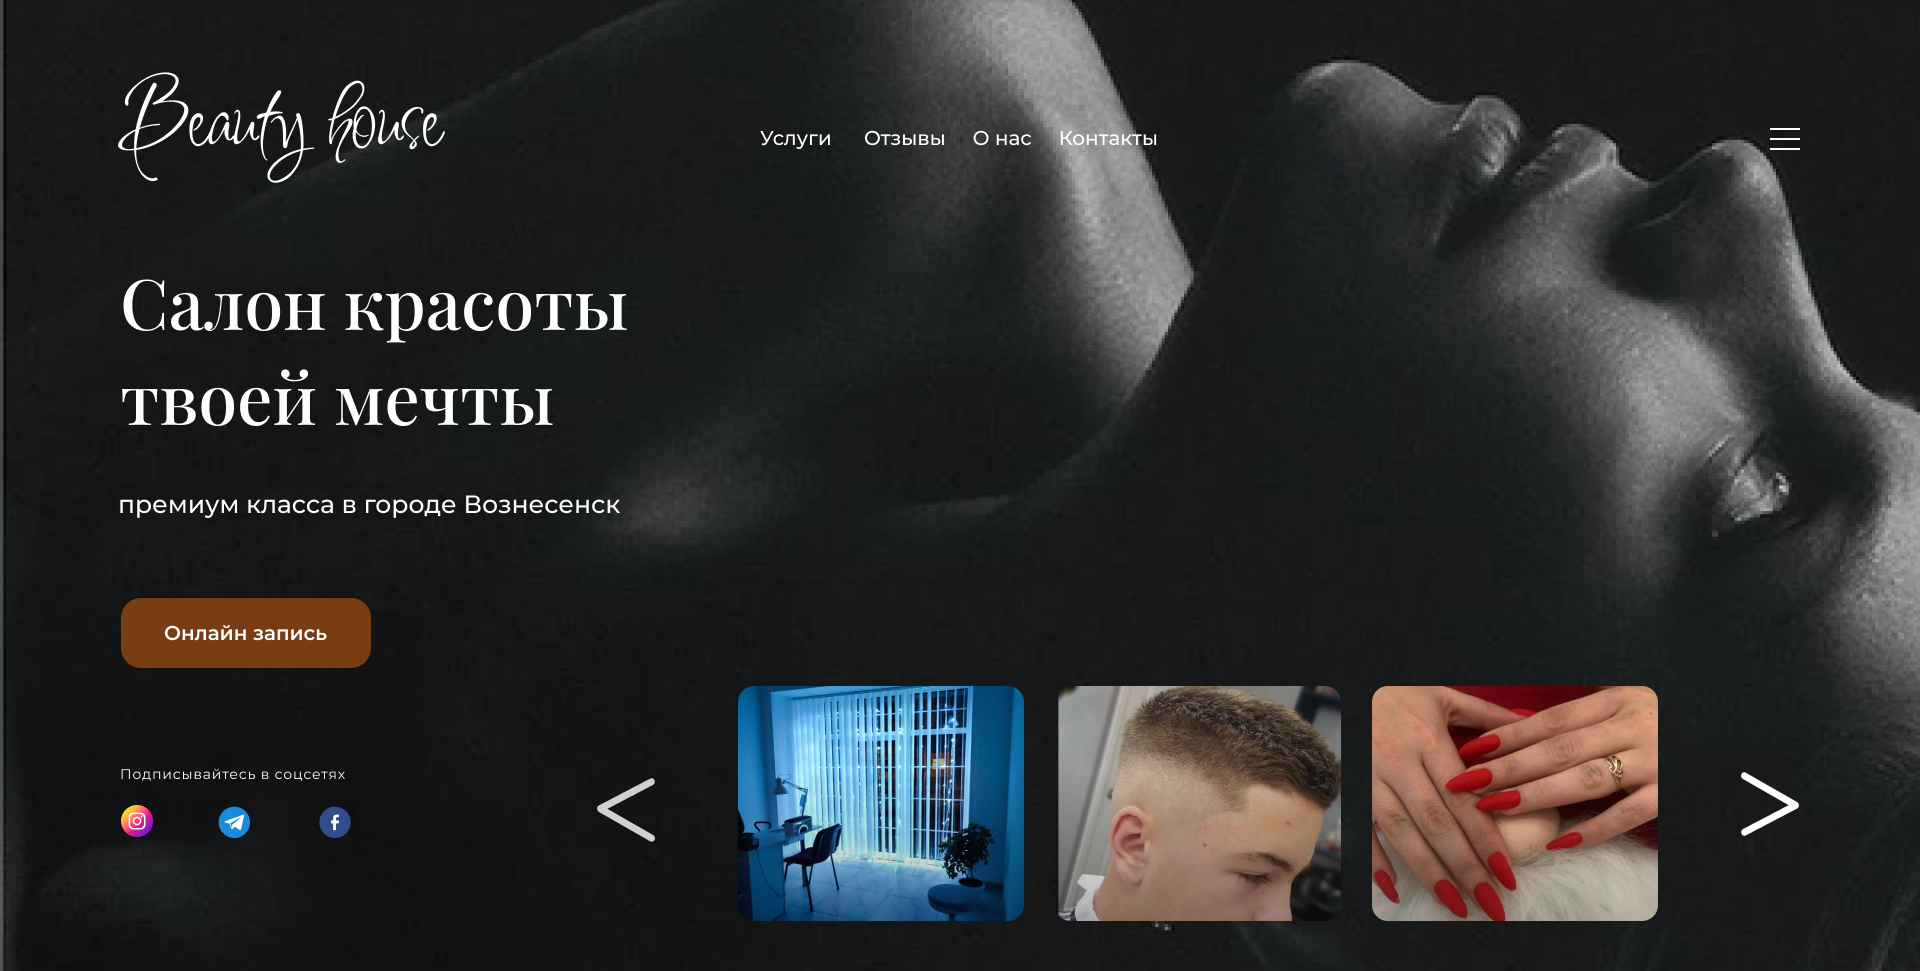 Beauty house
Услуги Отзывы О нас Контакты
Салон красоты
твоей мечты
премиум класса в городе Вознесенск
Онлайн запись
Подписывайтесь в соцсетях